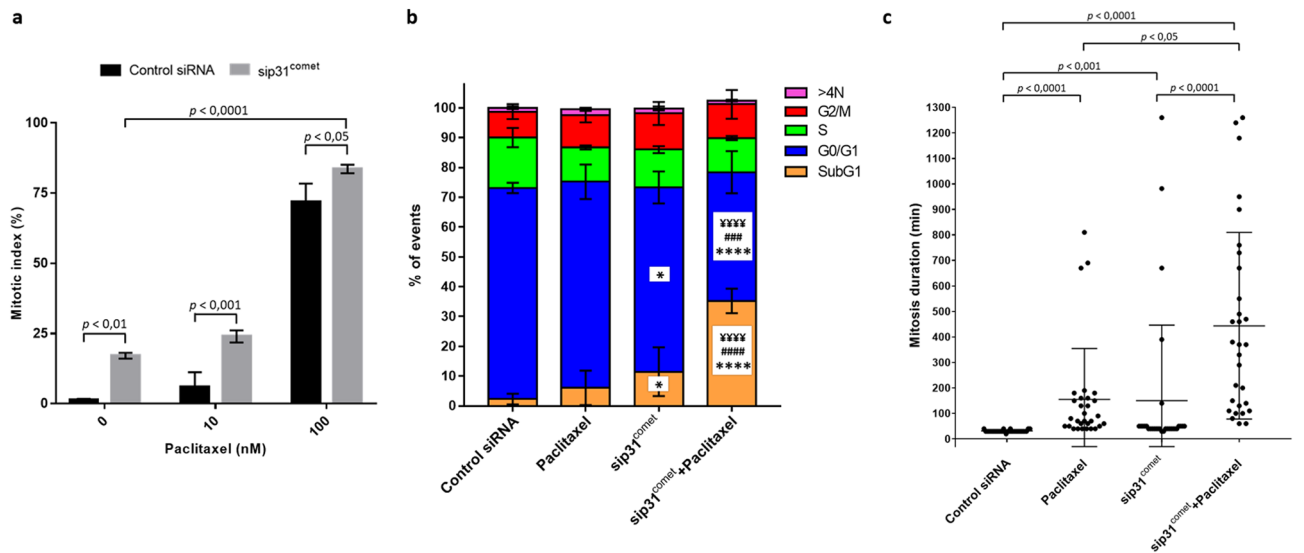 a
Control siRNA
sip31comet
p < 0,0001
p < 0,05
p < 0,001
p < 0,01
Mitotic index (%)
100
75
50
25
0
0
10
100
Paclitaxel (nM)
b
>4N
G2/M
S
G0/G1
SubG1
% of events
100
90
80
70
60
50
40
30
20
10
0
¥¥¥¥
###
****
*
¥¥¥¥
####
****
*
Control siRNA
Paclitaxel
sip31comet
sip31comet+Paclitaxel
c
p < 0,0001
p < 0,05
p < 0,001
p < 0,0001
p < 0,0001
Mitosis duration (min)
1300
1200
1100
1000
900
800
700
600
500
400
300
200
100
0
Control siRNA
Paclitaxel
sip31comet
sip31comet+Paclitaxel